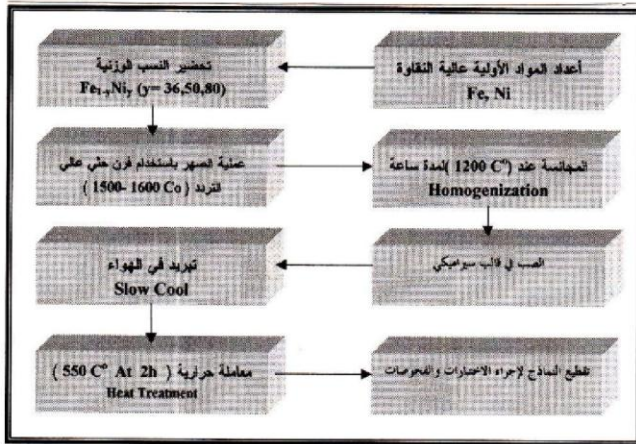 أعداد المواد الأولية عالية النقاوة
Fe, Ni
تحضير النسب الوزنية
Fe1-yNiy (y= 36,50,80)
عملية الصهر باستخدام فرن حثي عالي
التردد ( 1500- 1600 Co )
المجانسة عند (1200 C°) لمدة ساعة
Homogenization
الصب في قالب سيراميكي
تبريد في الهواء
Slow Cool
معاملة حرارية ( 550 C° At 2h )
Heat Treatment
تقطيع النماذج لإجراء الاختبارات والفحوصات